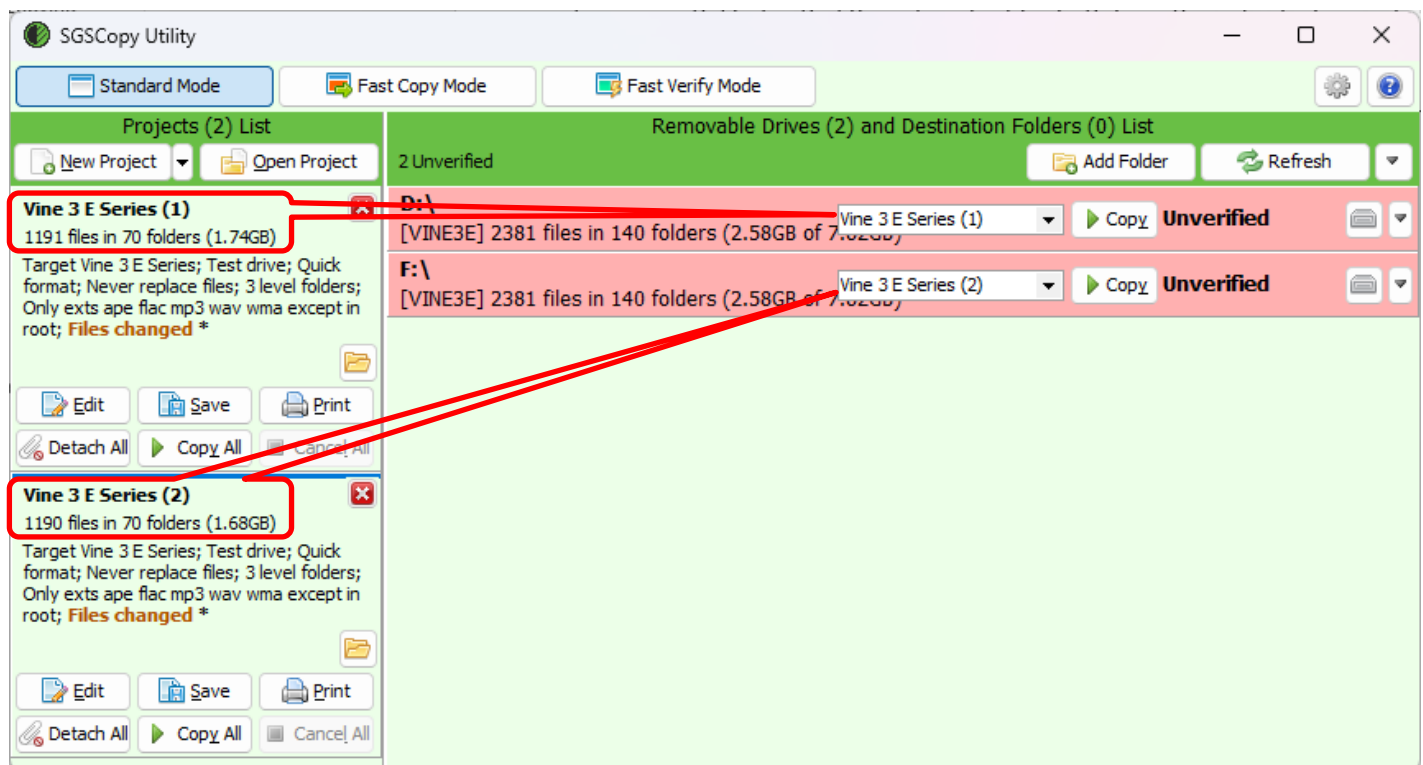 SGSCopy Utility
Standard Mode
Fast Copy Mode
Fast Verify Mode
Projects (2) List
Removable Drives (2) and Destination Folders (0) List
New Project
Open Project
2 Unverified
Add Folder
Refresh
Vine 3 E Series (1)
1191 files in 70 folders (1.74GB)
Target Vine 3 E Series; Test drive; Quick
format; Never replace files; 3 level folders;
Only exts ape flac mp3 wav wma except in
root; Files changed *
Edit
Save
Print
Detach All
Copy All
Cancel All
Vine 3 E Series (2)
1190 files in 70 folders (1.68GB)
Target Vine 3 E Series; Test drive; Quick
format; Never replace files; 3 level folders;
Only exts ape flac mp3 wav wma except in
root; Files changed *
Edit
Save
Print
Detach All
Copy All
Cancel All
D:\
[VINE3E] 2381 files in 140 folders (2.58GB of
Vine 3 E Series (1)
Copy
Unverified
F:\
[VINE3E] 2381 files in 140 folders (2.58GB of
Vine 3 E Series (2)
Copy
Unverified